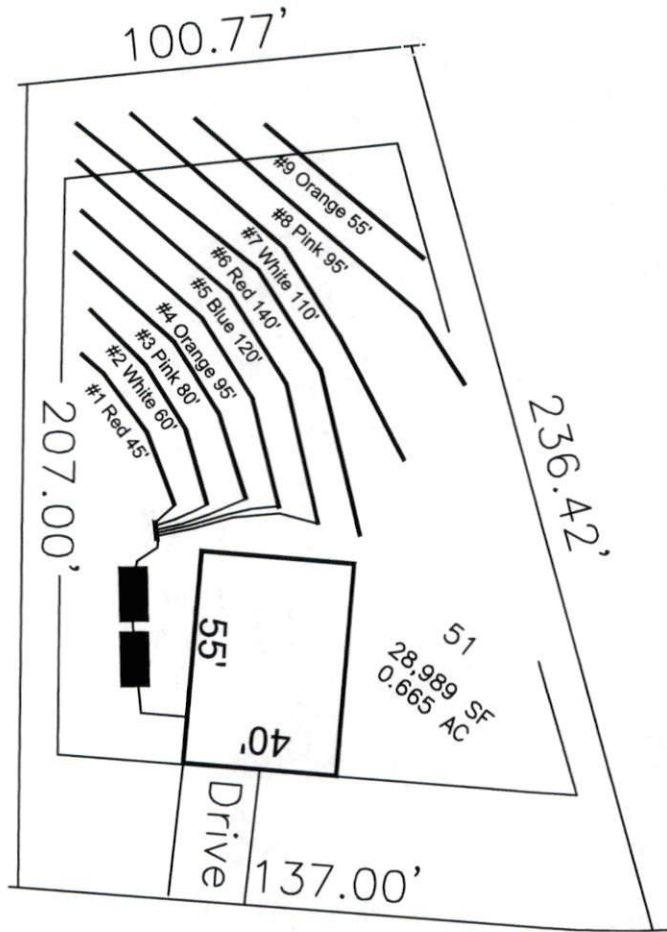 100.77'
#9 Orange 55'
#8 Pink 95'
#7 White 110'
#6 Red 140'
#5 Blue 120'
#4 Orange 95'
#3 Pink 80'
#2 White 60'
#1 Red 45'
207.00'
236.42'
55'
40'
51
28,989 SF
0.665 AC
Drive
137.00'